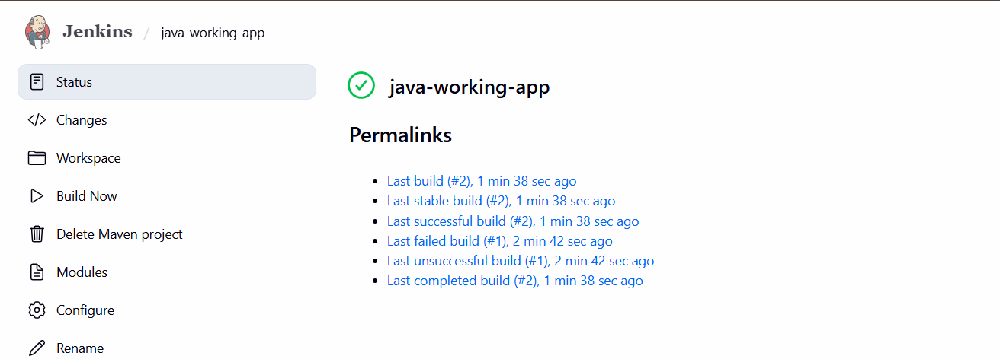 Jenkins / java-working-app
Status
Changes
Workspace
Build Now
Delete Maven project
Modules
Configure
Rename
java-working-app
Permalinks
Last build (#2), 1 min 38 sec ago
Last stable build (#2), 1 min 38 sec ago
Last successful build (#2), 1 min 38 sec ago
Last failed build (#1), 2 min 42 sec ago
Last unsuccessful build (#1), 2 min 42 sec ago
Last completed build (#2), 1 min 38 sec ago